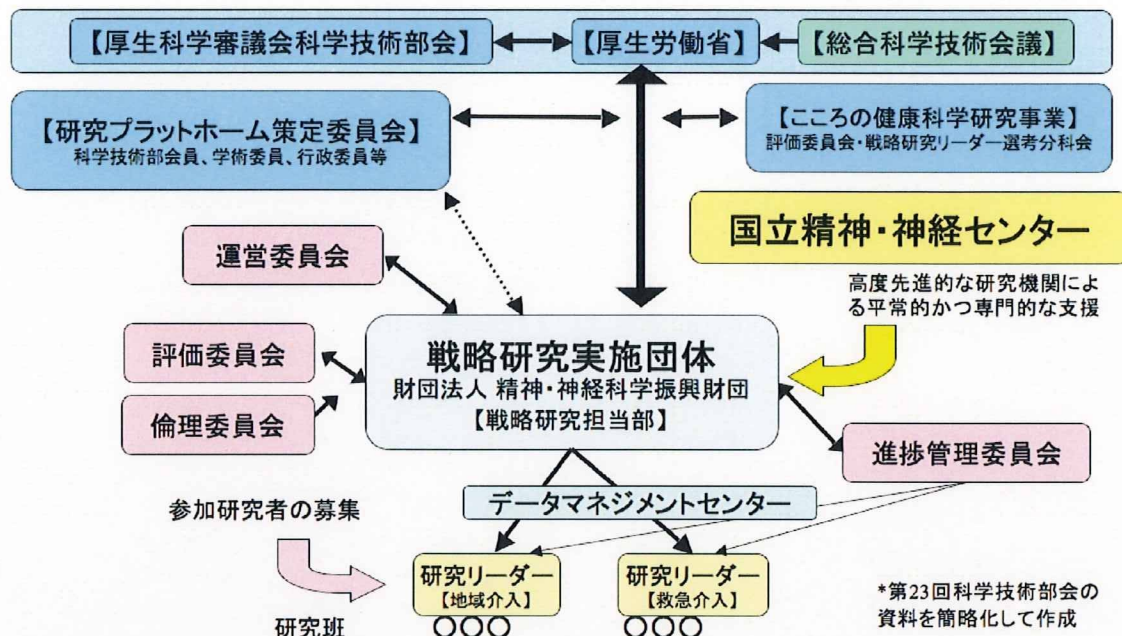 【厚生科学審議会科学技術部会】
【厚生労働省】
【総合科学技術会議】
【研究プラットホーム策定委員会】
科学技術部会員、学術委員、行政委員等
【こころの健康科学研究事業】
評価委員会・戦略研究リーダー選考分科会
国立精神・神経センター
高度先進的な研究機関によ
る平常的かつ専門的な支援
運営委員会
評価委員会
倫理委員会
戦略研究実施団体
財団法人 精神・神経科学振興財団
【戦略研究担当部】
進捗管理委員会
データマネジメントセンター
参加研究者の募集
研究リーダー
【地域介入】
研究リーダー
【救急介入】
研究班
○○○
○○○
*第23回科学技術部会の
資料を簡略化して作成